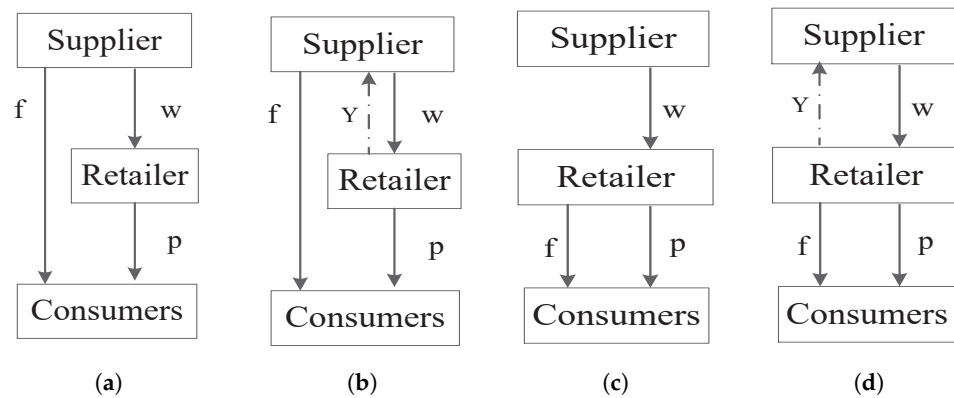 Supplier
f
w
Retailer
p
Consumers
(a)
Supplier
f
Y
w
Retailer
p
Consumers
(b)
Supplier
w
Retailer
f
p
Consumers
(c)
Supplier
Y
w
Retailer
f
p
Consumers
(d)